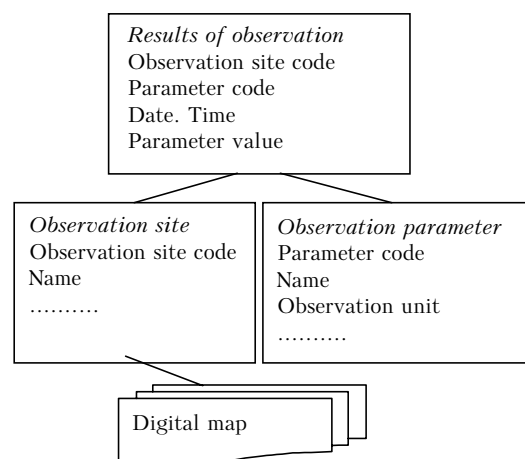 Results of observation
Observation site code
Parameter code
Date. Time
Parameter value
Observation site
Observation site code
Name
..........
Observation parameter
Parameter code
Name
Observation unit
..........
Digital map